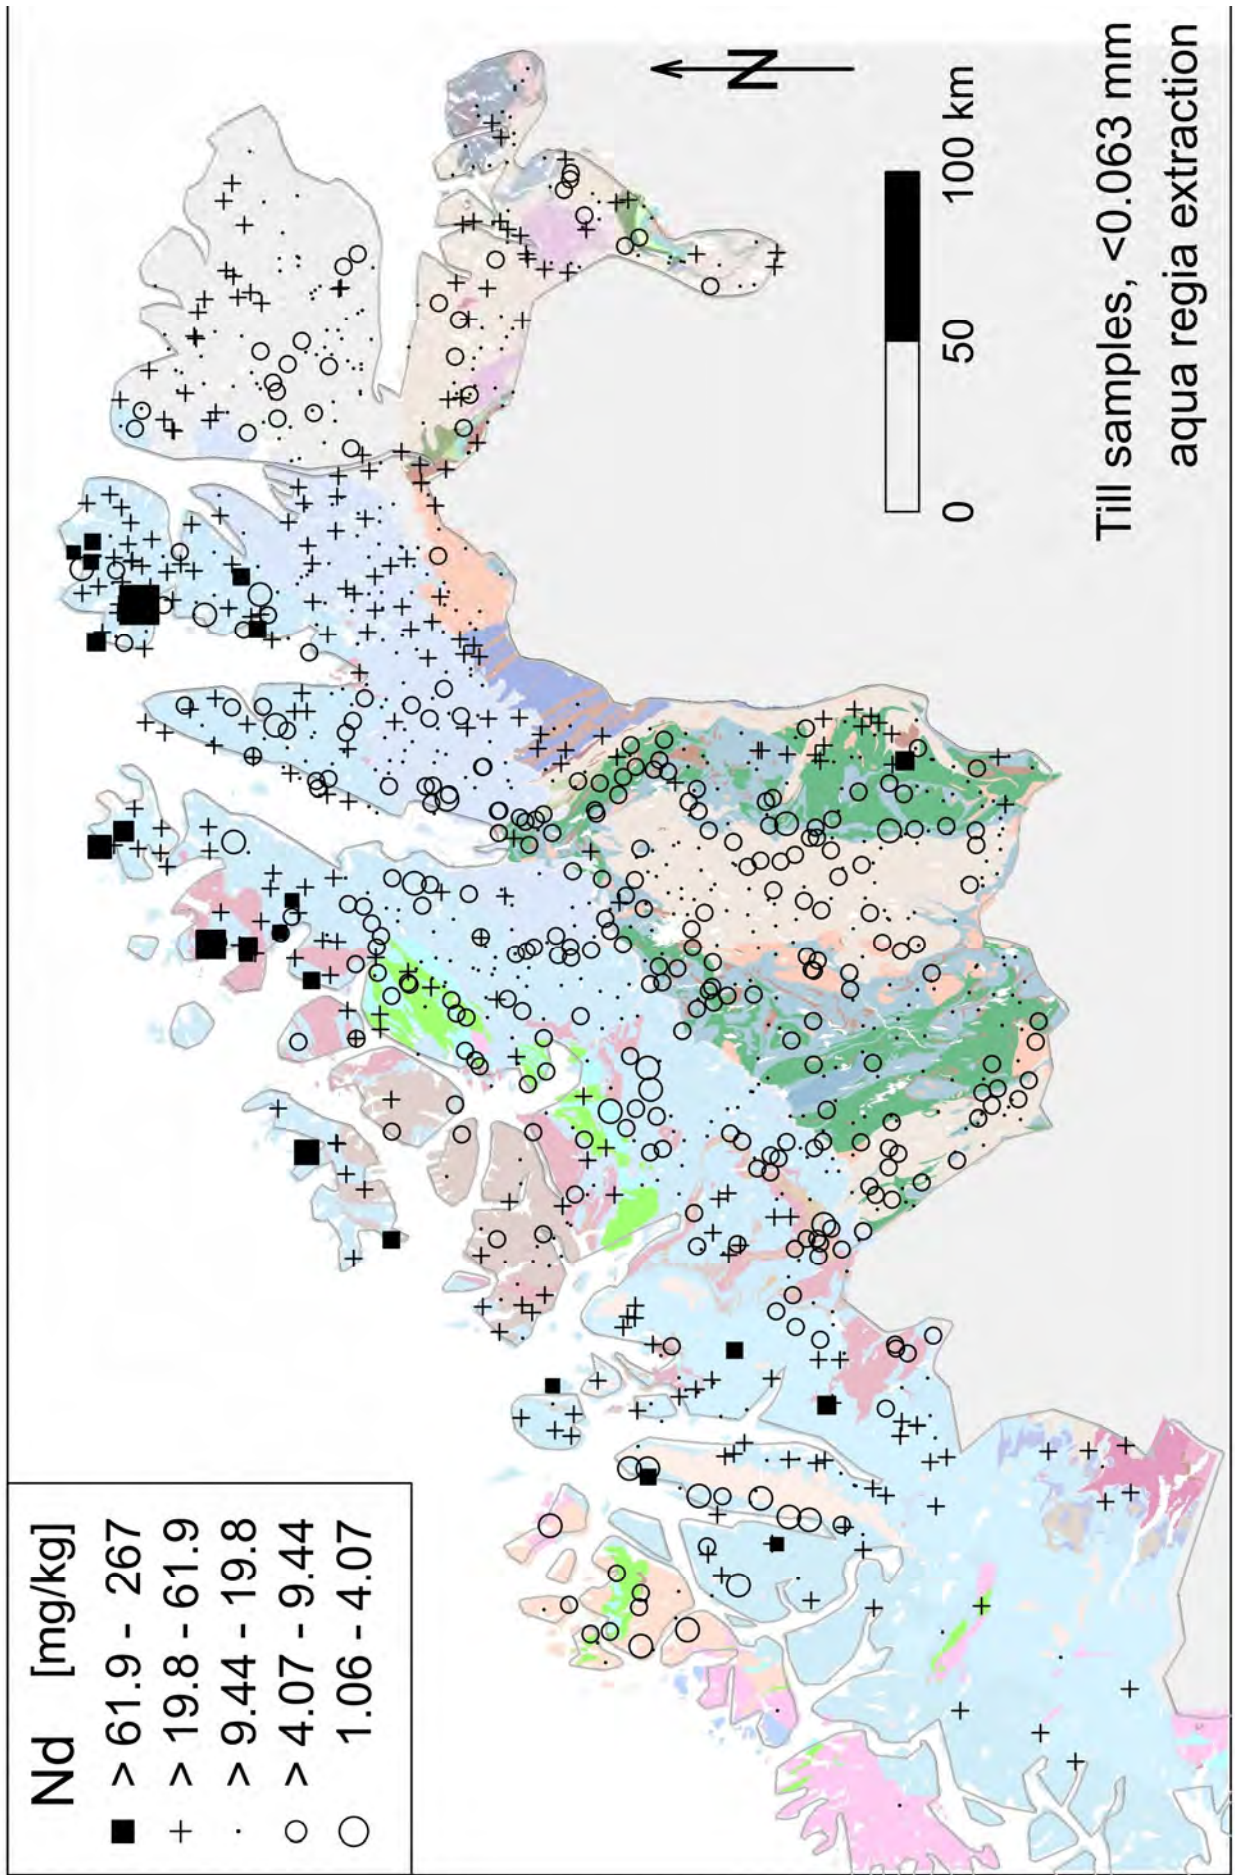 Nd [mg/kg]
■ > 61.9 - 267
+ > 19.8 - 61.9
· > 9.44 - 19.8
○ > 4.07 - 9.44
○ 1.06 - 4.07
N
0 50 100 km
Till samples, <0.063 mm
aqua regia extraction